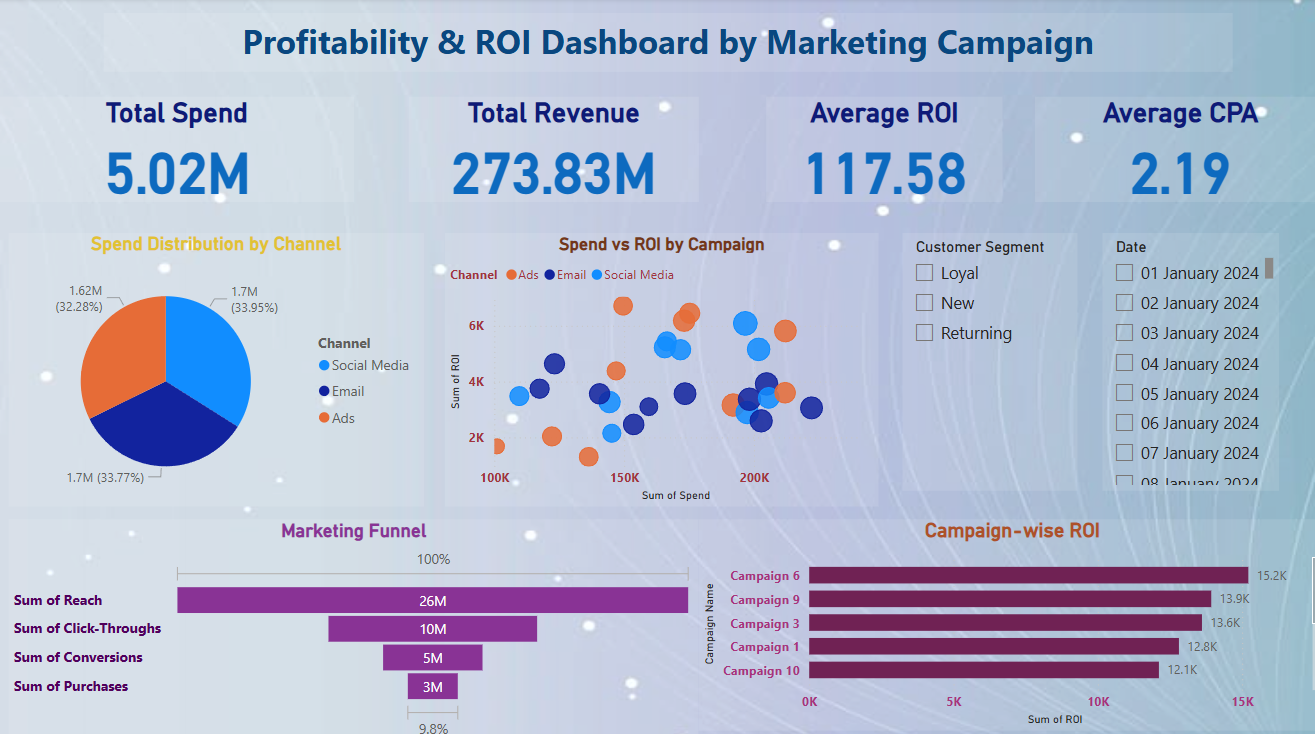 Profitability & ROI Dashboard by Marketing Campaign
Total Spend
5.02M
Total Revenue
273.83M
Average ROI
117.58
Average CPA
2.19
Spend Distribution by Channel
1.62M
(32.28%)
1.7M
(33.95%)
1.7M (33.77%)
Channel
Social Media
Email
Ads
Spend vs ROI by Campaign
Channel Ads Email Social Media
Sum of ROI
6K
4K
2K
100K 150K 200K
Sum of Spend
Customer Segment
Loyal
New
Returning
Date
01 January 2024
02 January 2024
03 January 2024
04 January 2024
05 January 2024
06 January 2024
07 January 2024
08 January 2024
Marketing Funnel
100%
Sum of Reach 26M
Sum of Click-Throughs 10M
Sum of Conversions 5M
Sum of Purchases 3M
9.8%
Campaign-wise ROI
Campaign Name
Campaign 6 15.2K
Campaign 9 13.9K
Campaign 3 13.6K
Campaign 1 12.8K
Campaign 10 12.1K
0K 5K 10K 15K
Sum of ROI